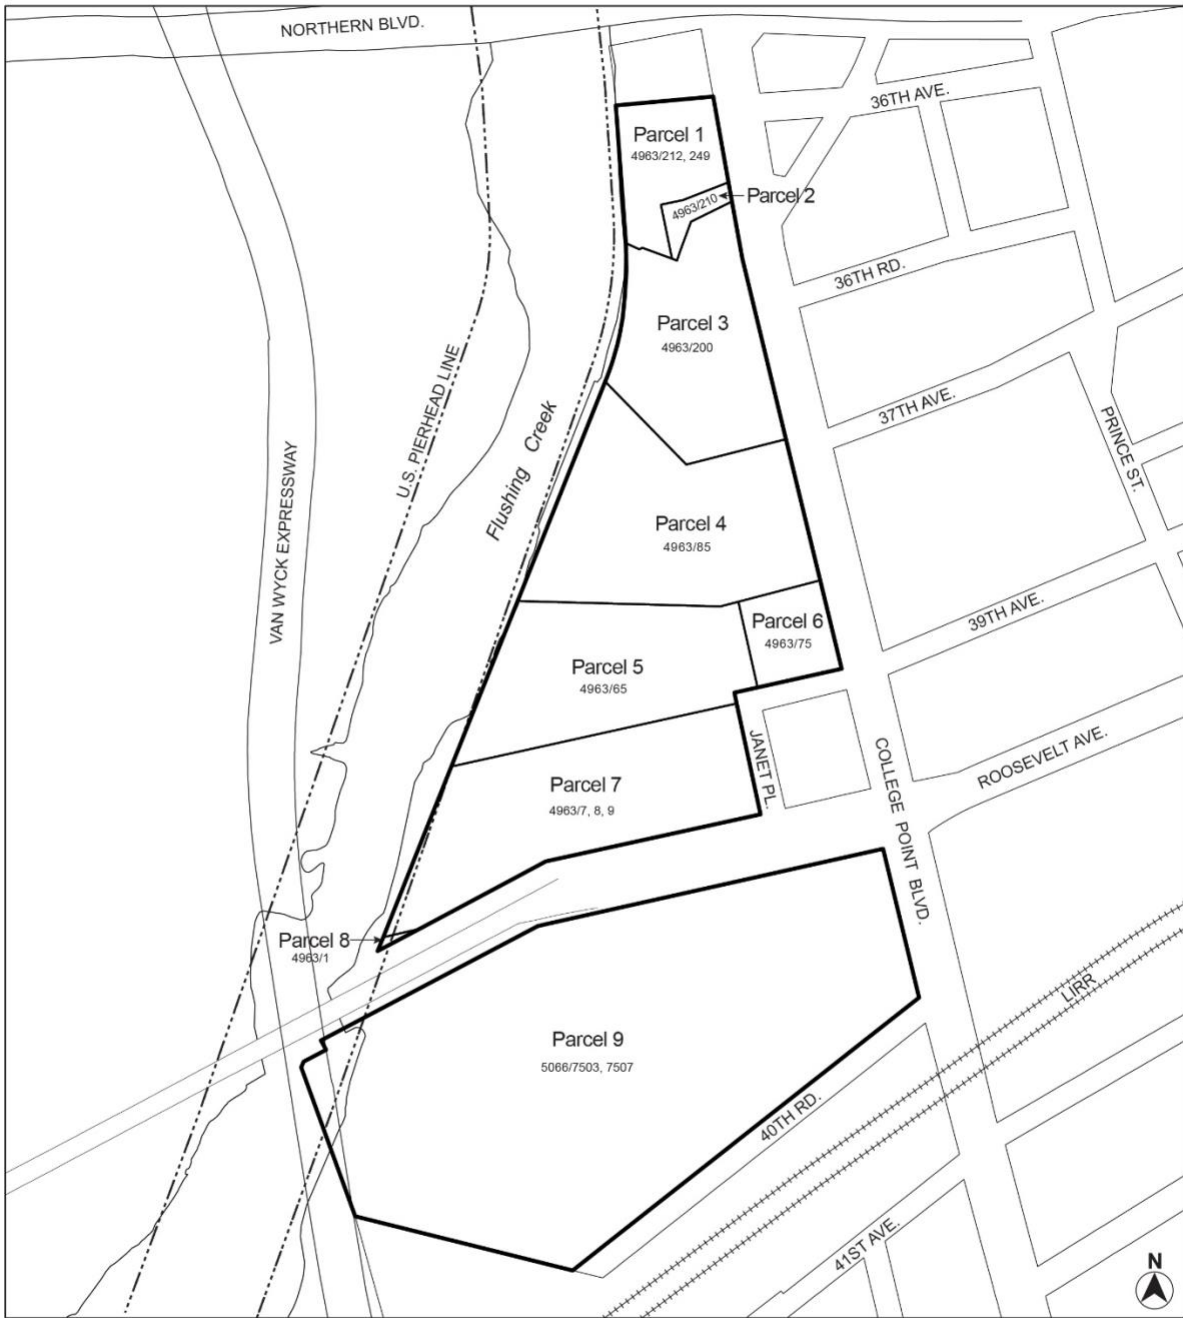 NORTHERN BLVD.
36TH AVE.
Parcel 1
4963/212, 249
4963/210
Parcel 2
36TH RD.
Parcel 3
4963/200
U.S. PIERHEAD LINE
Flushing Creek
37TH AVE.
PRINCE ST.
VAN WYCK EXPRESSWAY
Parcel 4
4963/85
39TH AVE.
Parcel 6
4963/75
Parcel 5
4963/65
JANET PL.
COLLEGE POINT BLVD.
ROOSEVELT AVE.
Parcel 7
4963/7, 8, 9
Parcel 8
4963/1
LIRR
Parcel 9
5066/7503, 7507
40TH RD.
41ST AVE.
N